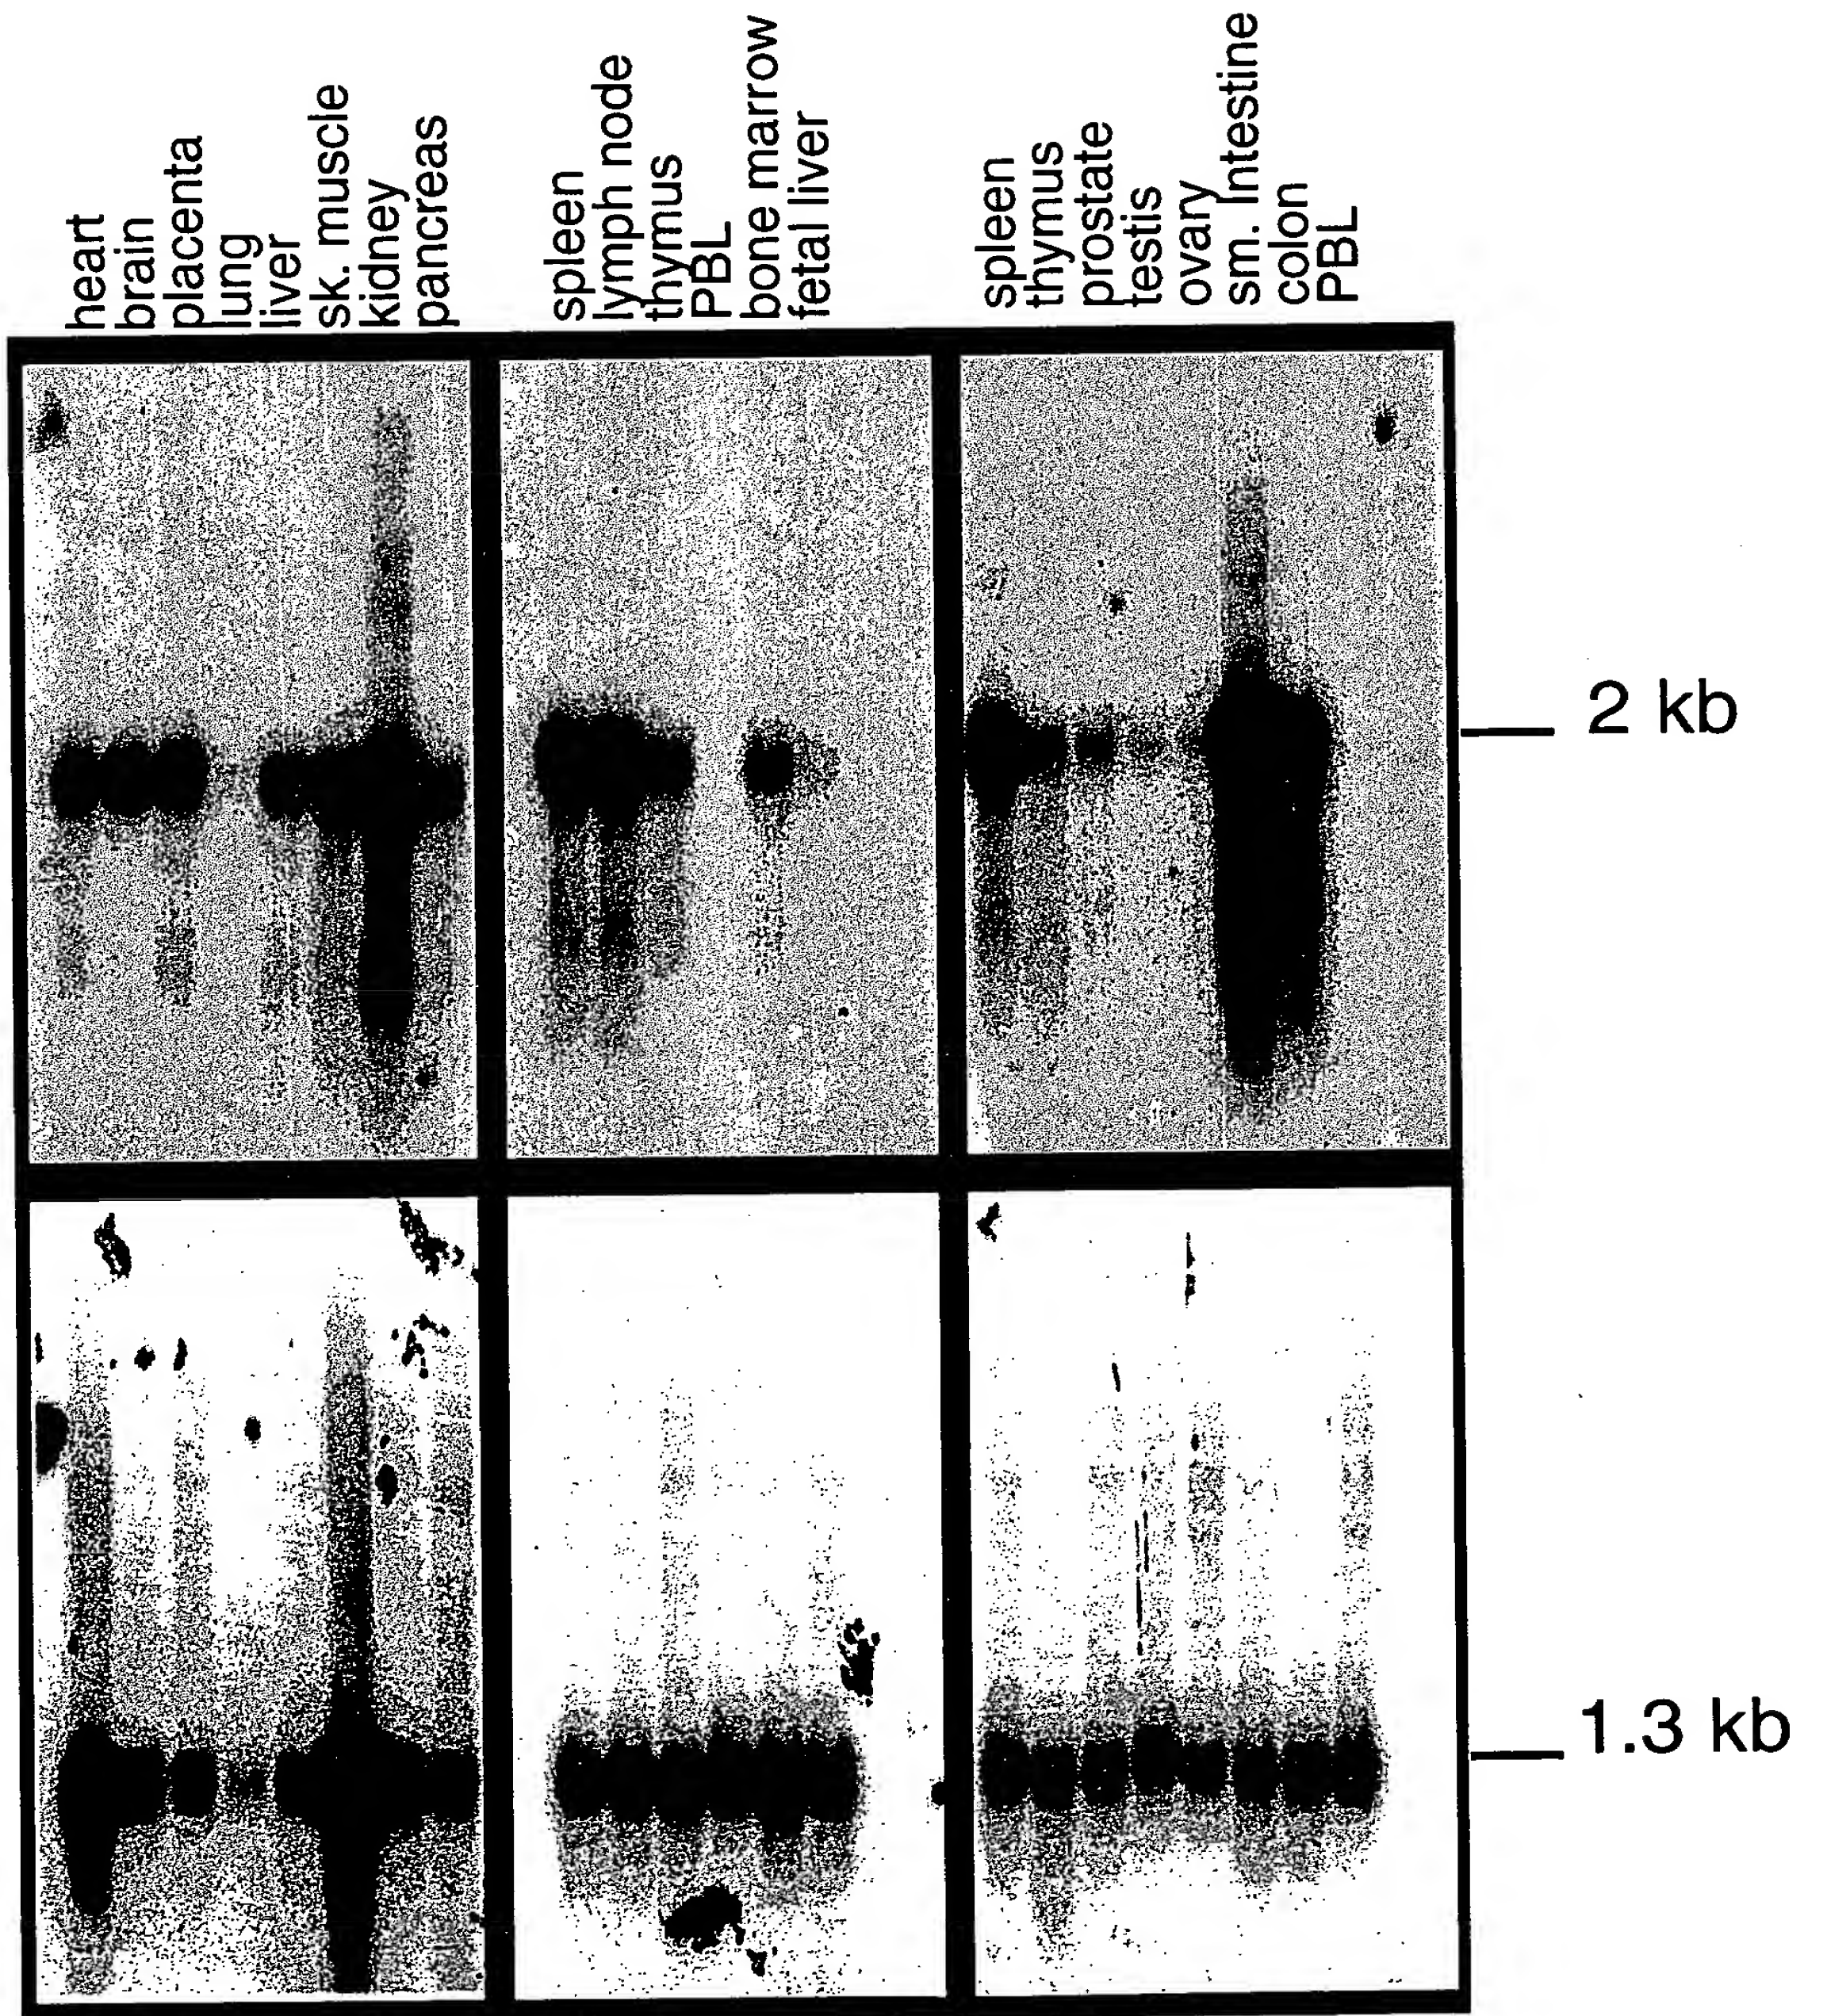 heart
brain
placenta
lung
liver
sk. muscle
kidney
pancreas
spleen
lymph node
thymus
PBL
bone marrow
fetal liver
spleen
thymus
prostate
testis
ovary
sm. Intestine
colon
PBL
2 kb
1.3 kb